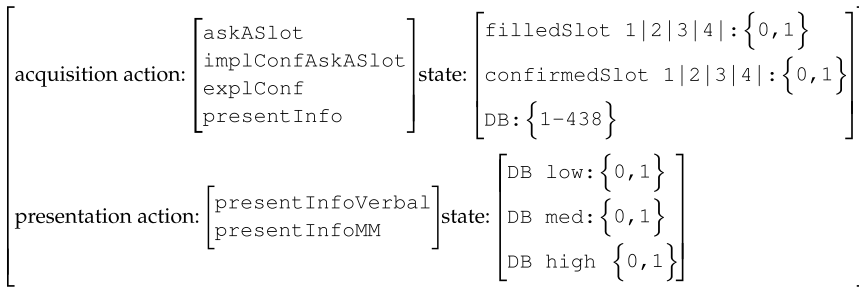 acquisition action: [askASlot
implConfAskASlot
explConf
presentInfo] state: [filledSlot 1|2|3|4|:{0,1}
confirmedSlot 1|2|3|4|:{0,1}
DB:{1-438}]
presentation action: [presentInfoVerbal
presentInfoMM] state: [DB low:{0,1}
DB med:{0,1}
DB high {0,1}]